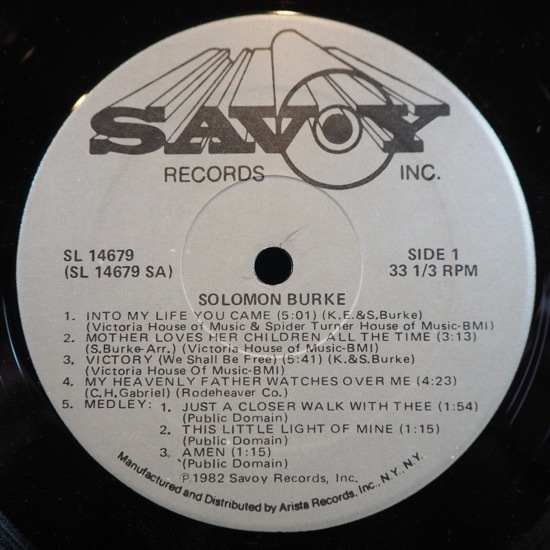 SAVOY
RECORDS INC.
SL 14679 SIDE 1
(SL 14679 SA) 33 1/3 RPM
SOLOMON BURKE
1. INTO MY LIFE YOU CAME (5:01) (K.E.&S.Burke)
(Victoria House of Music & Spider Turner House of Music-BMI)
2. MOTHER LOVES HER CHILDREN ALL THE TIME (3:13)
(S.Burke-Arr.) (Victoria House of Music-BMI)
3. VICTORY (We Shall Be Free) (5:41) (K.&S.Burke)
(Victoria House Of Music-BMI)
4. MY HEAVENLY FATHER WATCHES OVER ME (4:23)
(C.H.Gabriel) (Rodeheaver Co.)
5. MEDLEY: 1. JUST A CLOSER WALK WITH THEE (1:54)
(Public Domain)
2. THIS LITTLE LIGHT OF MINE (1:15)
(Public Domain)
3. AMEN (1:15)
(Public Domain)
℗1982 Savoy Records, Inc.
Manufactured and Distributed by Arista Records, Inc., N.Y., N.Y.